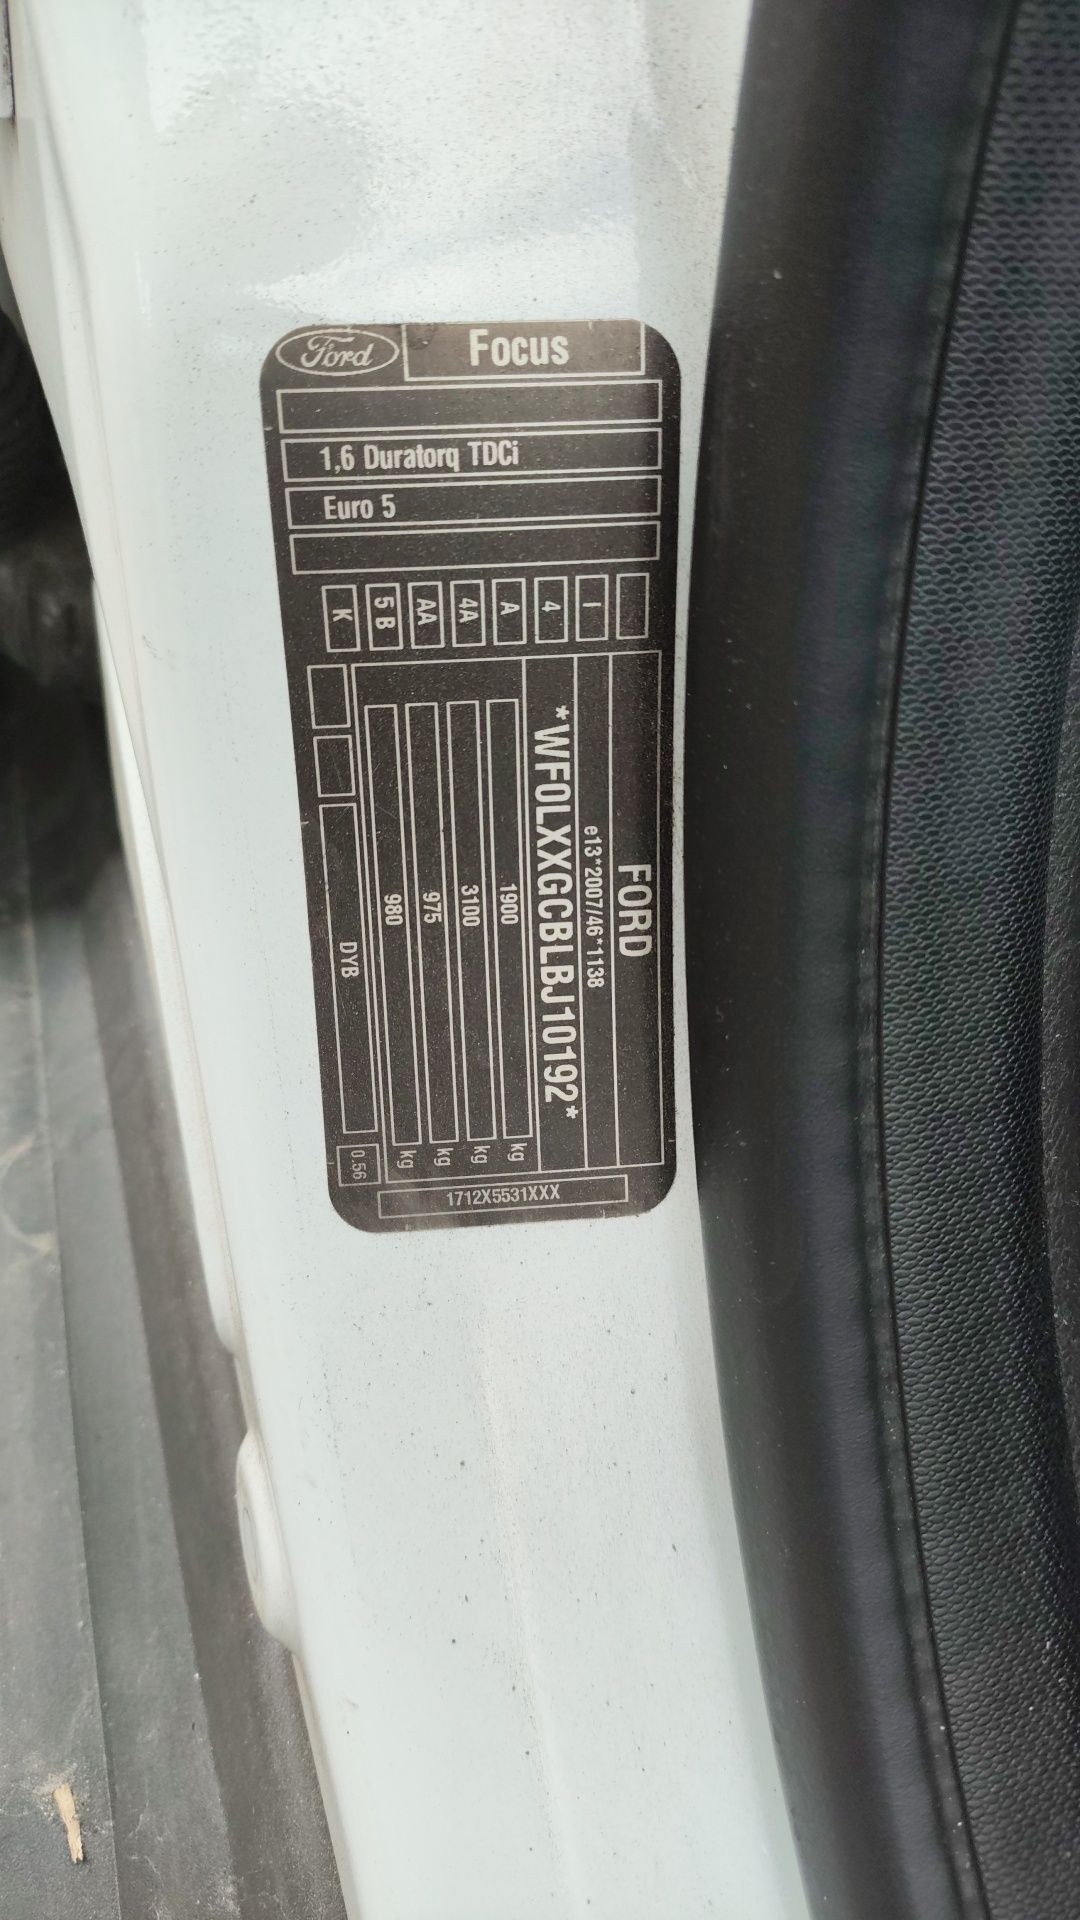 Ford
Focus
1,6 Duratorq TDCi
Euro 5
K
5 B
AA
4A
A
4
I
FORD
e13*2007/46*1138
*WF0LXXGCBLBJ10192*
1900 kg
3100 kg
975 kg
980 kg
DYB
0.56
1712X5531XXX